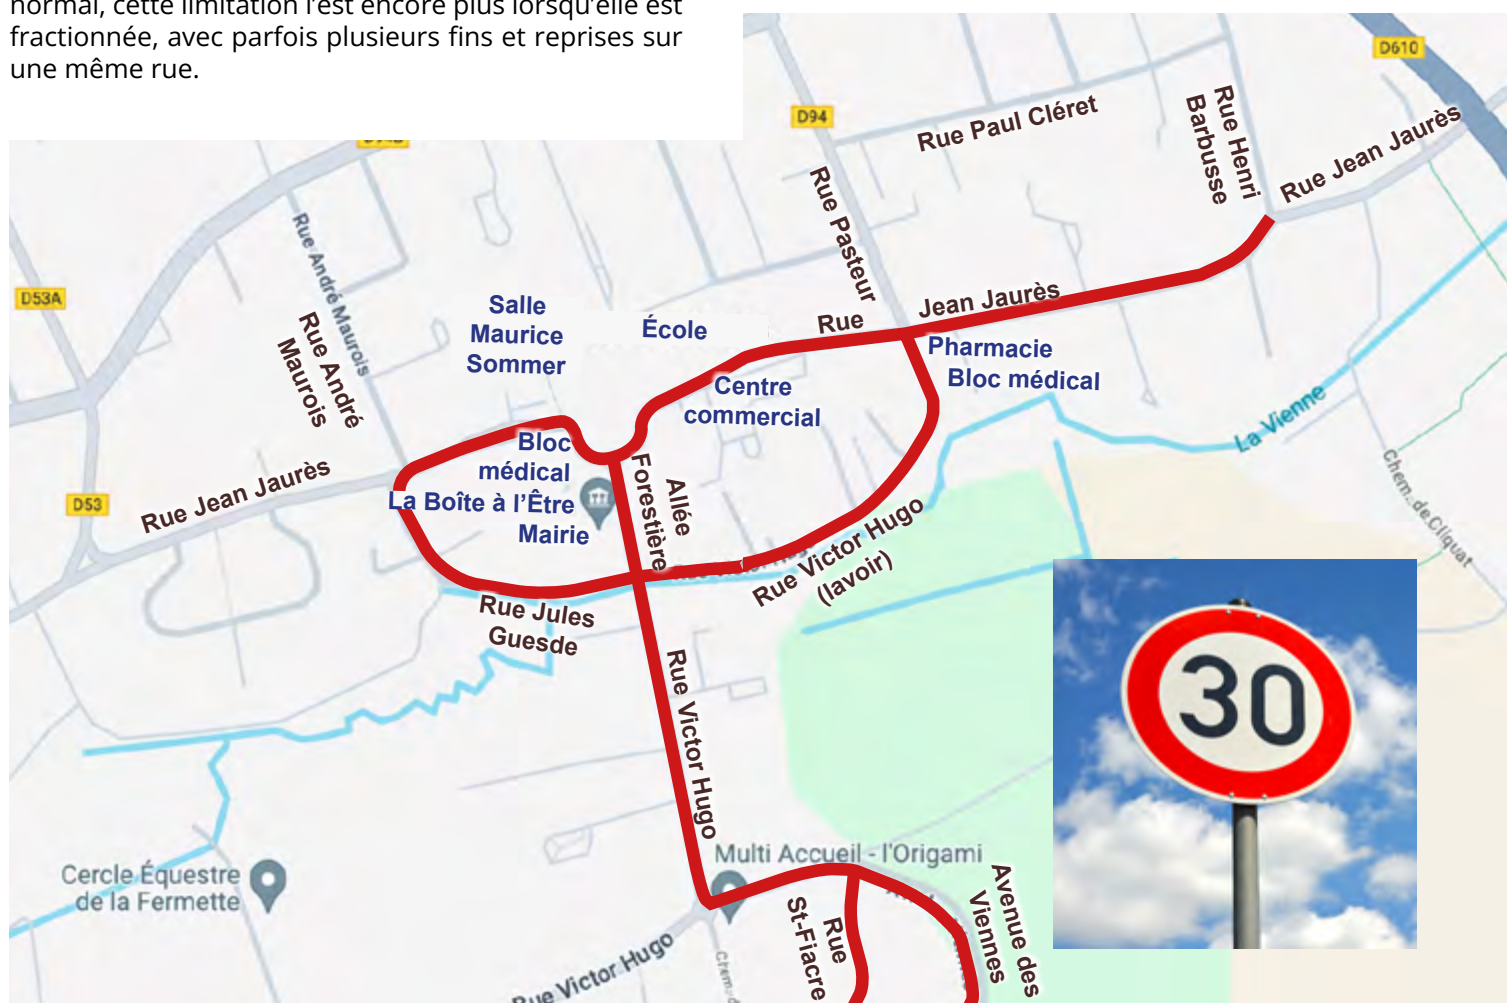 normal, cette limitation l'est encore plus lorsqu'elle est
fractionnée, avec parfois plusieurs fins et reprises sur
une même rue.
D610
D94
Rue Paul Cléret
Rue Henri
Barbusse
Rue Jean Jaurès
Rue Pasteur
Rue André Maurois
D53A
Rue André
Maurois
Salle
Maurice
Sommer
École
Rue
Jean Jaurès
Pharmacie
Bloc médical
Centre
commercial
La Vienne
Bloc
médical
La Boîte à l'Être
Mairie
Allée
Forestière
Rue Jean Jaurès
D53
Chem. de Cliquat
Rue Victor Hugo
(lavoir)
Rue Jules
Guesde
30
Rue Victor Hugo
Multi Accueil - l'Origami
Cercle Équestre
de la Fermette
Avenue des
Viennes
Rue
St-Fiacre
Rue Victor Hugo